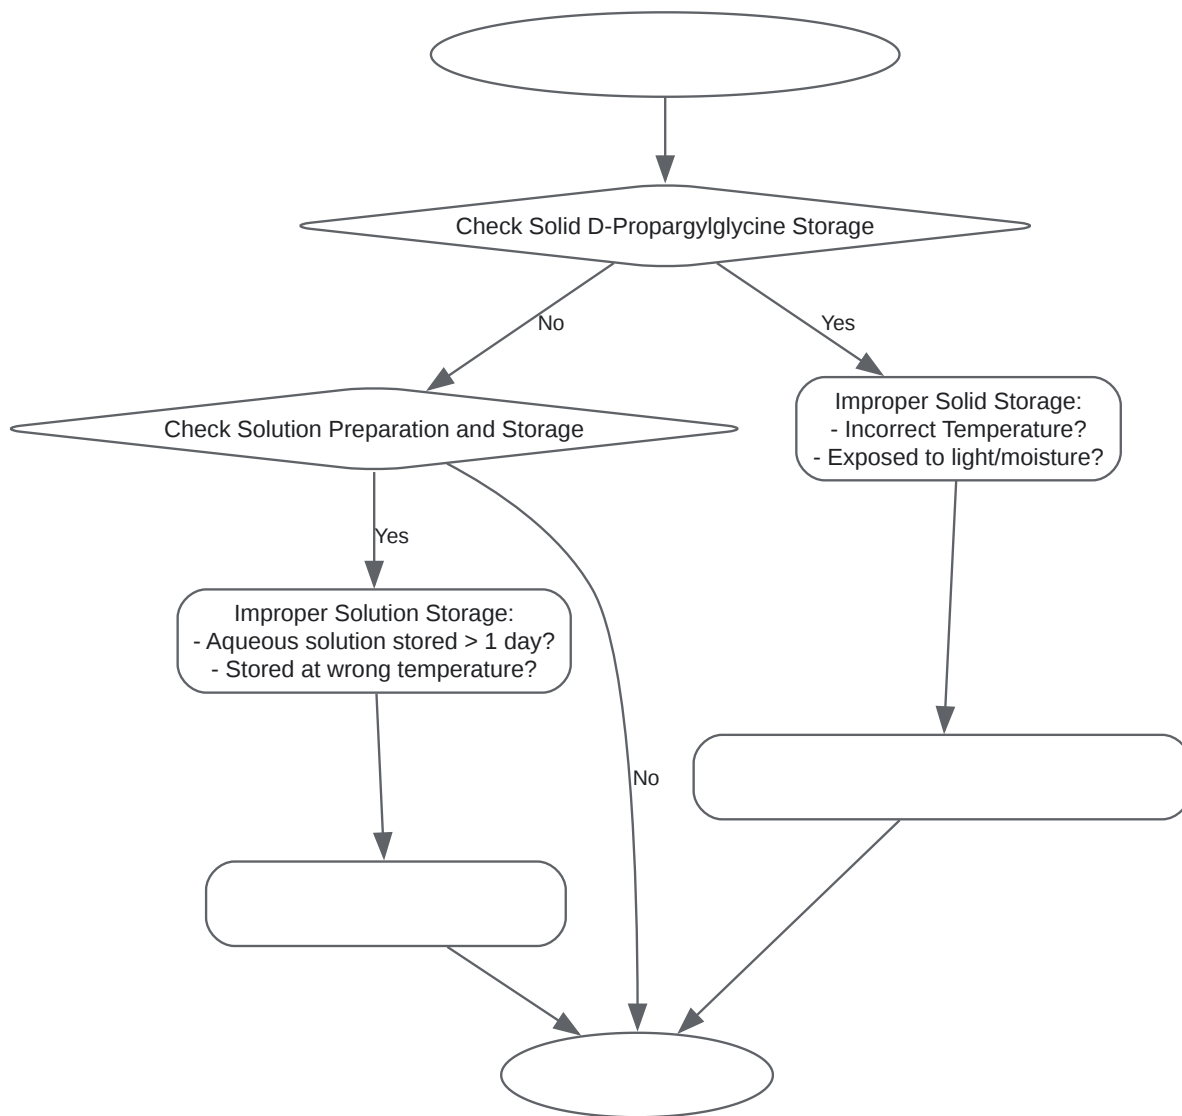 Check Solid D-Propargylglycine Storage
No
Yes
Improper Solid Storage:
- Incorrect Temperature?
- Exposed to light/moisture?
Check Solution Preparation and Storage
Yes
Improper Solution Storage:
- Aqueous solution stored > 1 day?
- Stored at wrong temperature?
No